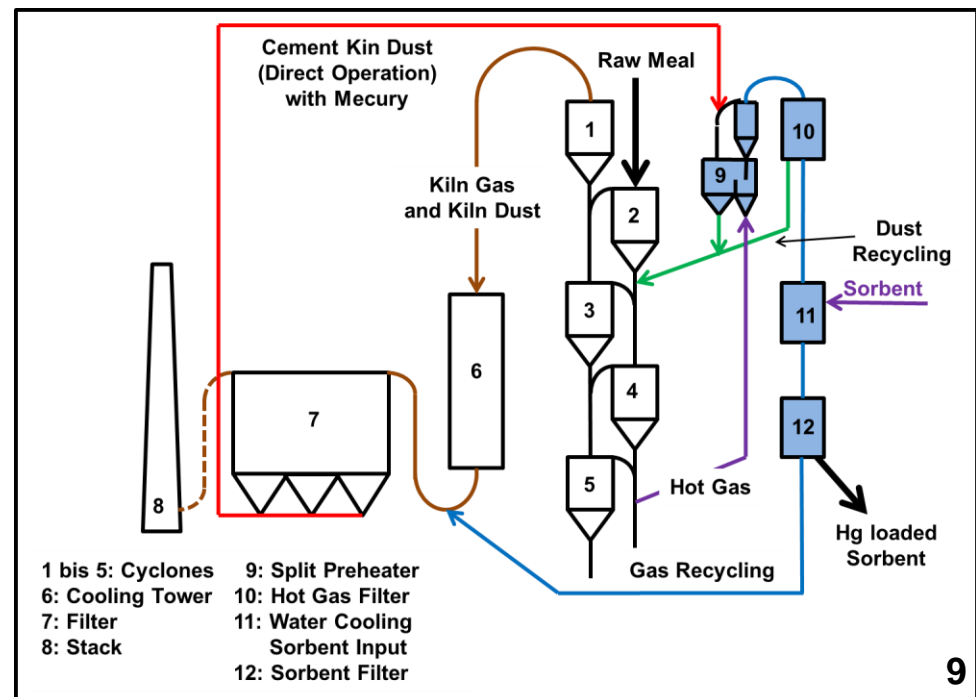 Cement Kin Dust
(Direct Operation)
with Mecury
Raw Meal
1
10
9
2
Kiln Gas
and Kiln Dust
Dust
Recycling
3
Sorbent
11
6
4
7
12
5
Hot Gas
8
Hg loaded
Sorbent
Gas Recycling
1 bis 5: Cyclones
6: Cooling Tower
7: Filter
8: Stack
9: Split Preheater
10: Hot Gas Filter
11: Water Cooling
Sorbent Input
12: Sorbent Filter
9